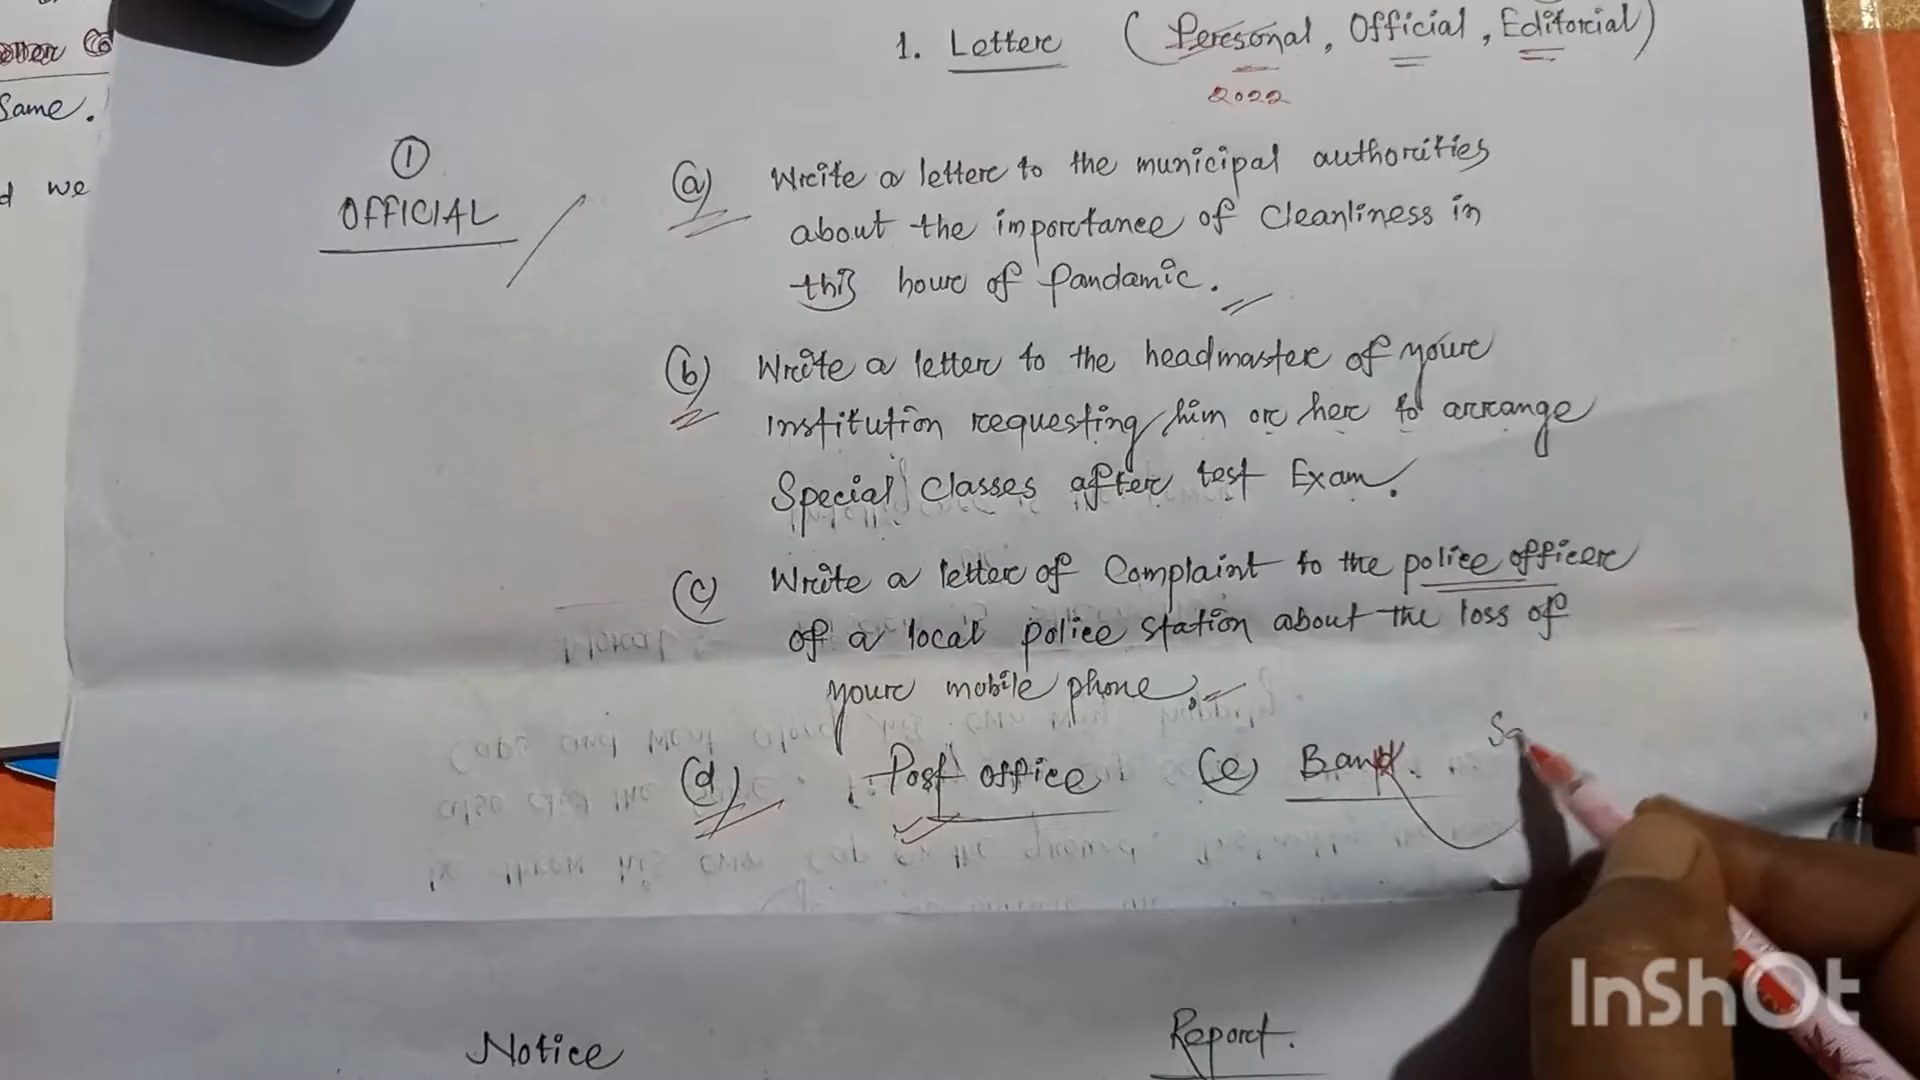 1. Letter (Personal, Official, Editorial)
2022
Same.
d we
① OFFICIAL
(a) Write a letter to the municipal authorities
about the importance of cleanliness in
this hour of Pandamic.
(b) Write a letter to the headmaster of your
institution requesting him or her to arrange
Special Classes after test Exam.
(c) Write a letter of Complaint to the police officer
of a local police station about the loss of
your mobile phone.
(d) Post office (e) Bank.
Notice Report.
InShOt